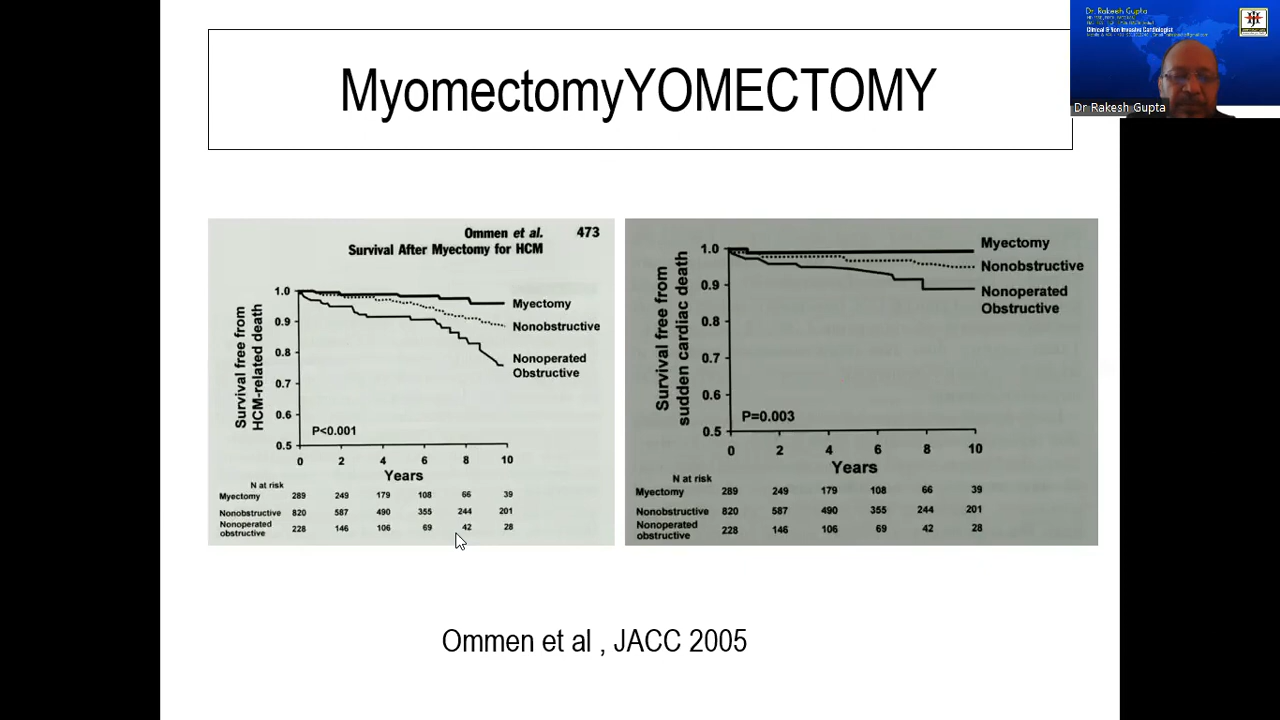 MyomectomyYOMECTOMY
Dr. Rakesh Gupta
Clinical & Non Invasive Cardiologist
Dr Rakesh Gupta
Ommen et al. 473
Survival After Myectomy for HCM
Survival free from
HCM-related death
1.0
0.9
0.8
0.7
0.6
0.5
Myectomy
Nonobstructive
Nonoperated
Obstructive
P<0.001
0 2 4 6 8 10
Years
N at risk
Myectomy 289 249 179 108 66 39
Nonobstructive 820 587 490 355 244 201
Nonoperated
obstructive 228 146 106 69 42 28
Survival free from
sudden cardiac death
1.0
0.9
0.8
0.7
0.6
0.5
Myectomy
Nonobstructive
Nonoperated
Obstructive
P=0.003
0 2 4 6 8 10
Years
N at risk
Myectomy 289 249 179 108 66 39
Nonobstructive 820 587 490 355 244 201
Nonoperated
obstructive 228 146 106 69 42 28
Ommen et al , JACC 2005